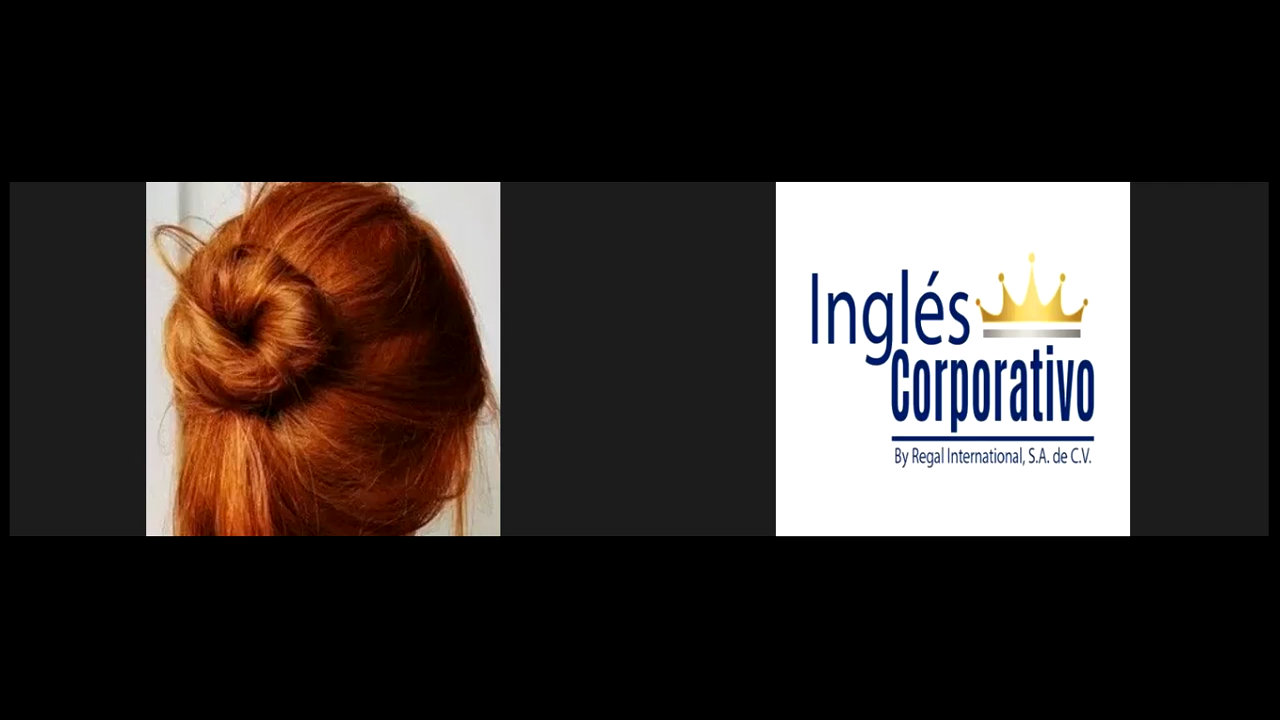 Inglés
Corporativo
By Regal International, S.A. de C.V.